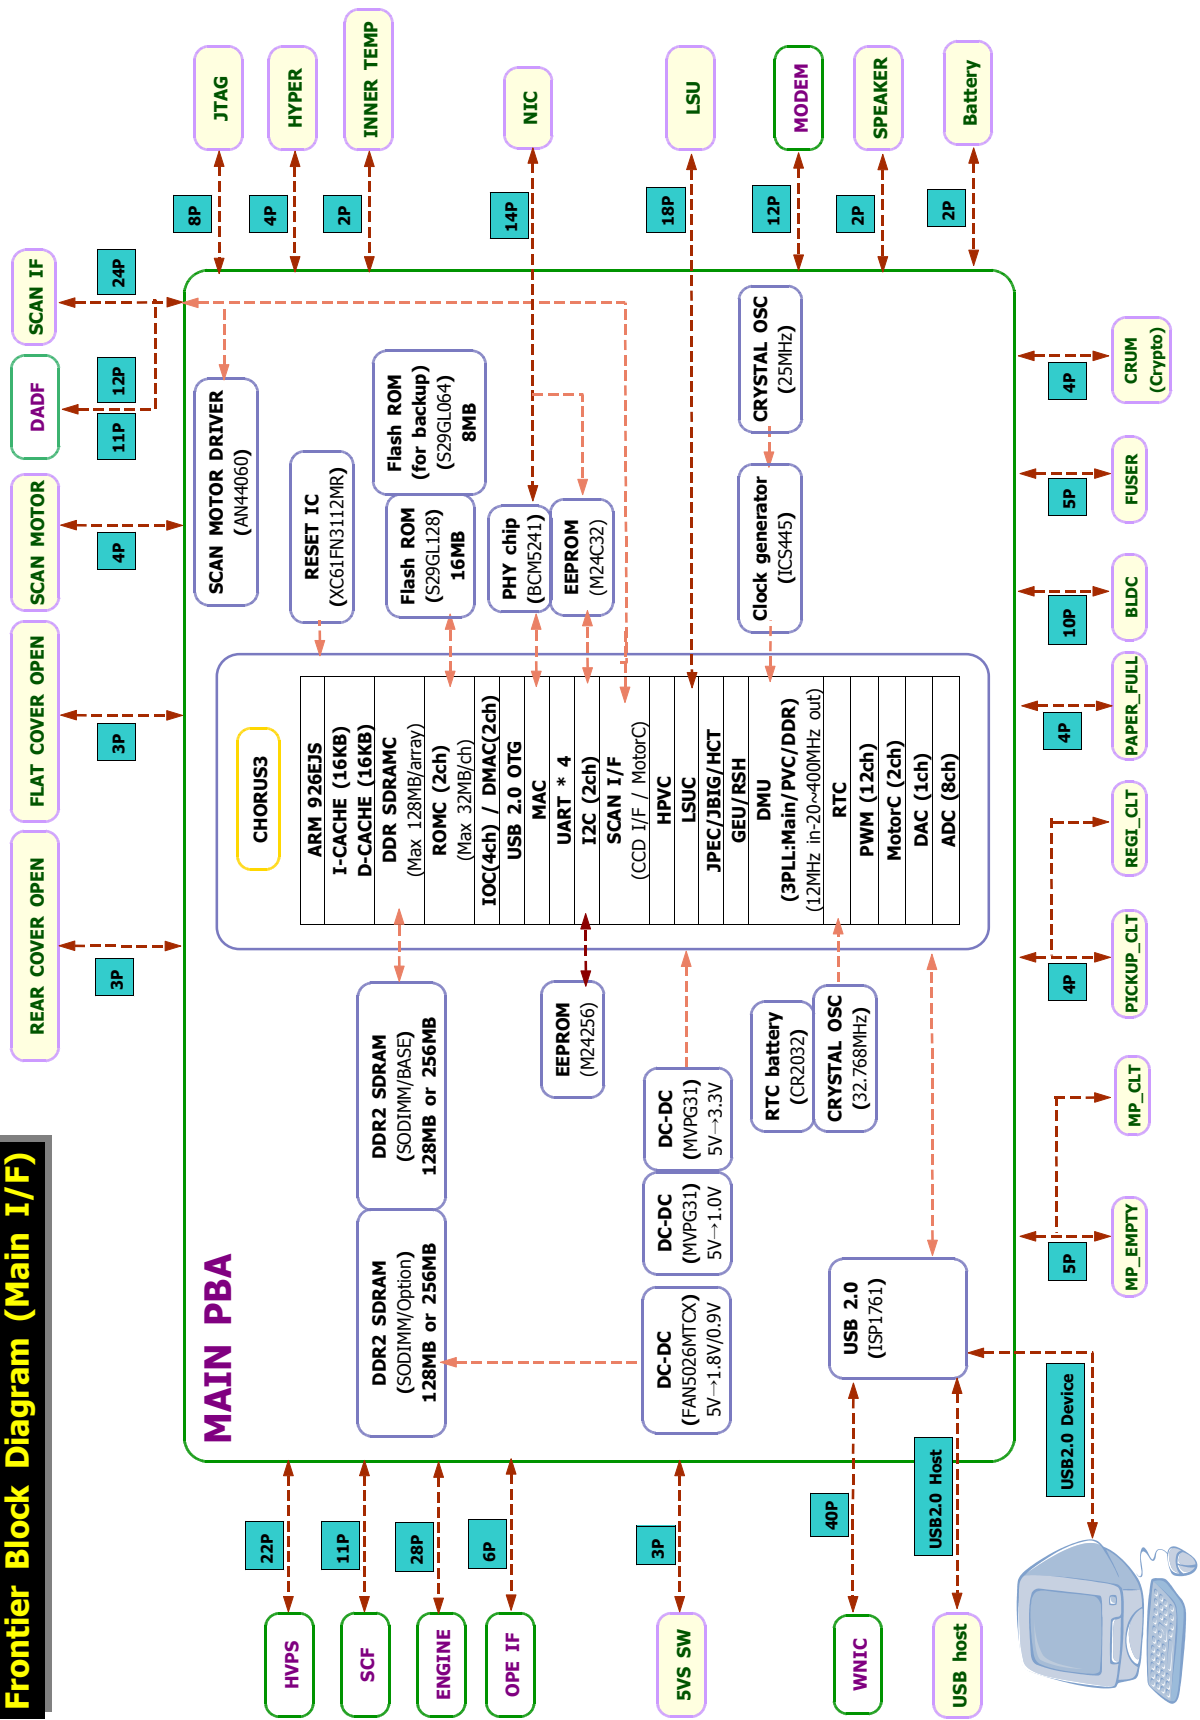 Frontier Block Diagram (Main I/F)
REAR COVER OPEN
FLAT COVER OPEN
SCAN MOTOR
DADF
SCAN IF
3P
3P
4P
11P
12P
24P
HVPS
22P
SCF
11P
ENGINE
28P
OPE IF
6P
5VS SW
3P
WNIC
40P
USB host
USB2.0 Host
USB2.0 Device
MAIN PBA
DDR2 SDRAM
(SODIMM/Option)
128MB or 256MB
DDR2 SDRAM
(SODIMM/BASE)
128MB or 256MB
EEPROM
(M24256)
DC-DC
(FAN5026MTCX)
5V→1.8V/0.9V
DC-DC
(MVPG31)
5V→1.0V
DC-DC
(MVPG31)
5V→3.3V
RTC battery
(CR2032)
CRYSTAL OSC
(32.768MHz)
USB 2.0
(ISP1761)
CHORUS3
ARM 926EJS
I-CACHE (16KB)
D-CACHE (16KB)
DDR SDRAMC
(Max 128MB/array)
ROMC (2ch)
(Max 32MB/ch)
IOC(4ch) / DMAC(2ch)
USB 2.0 OTG
MAC
UART * 4
I2C (2ch)
SCAN I/F
(CCD I/F / MotorC)
HPVC
LSUC
JPEC/JBIG/HCT
GEU/RSH
DMU
(3PLL:Main/PVC/DDR)
(12MHz in-20~400MHz out)
RTC
PWM (12ch)
MotorC (2ch)
DAC (1ch)
ADC (8ch)
SCAN MOTOR DRIVER
(AN44060)
RESET IC
(XC61FN3112MR)
Flash ROM
(S29GL128)
16MB
Flash ROM
(for backup)
(S29GL064)
8MB
PHY chip
(BCM5241)
EEPROM
(M24C32)
Clock generator
(ICS445)
CRYSTAL OSC
(25MHz)
JTAG
8P
HYPER
4P
INNER TEMP
2P
NIC
14P
LSU
18P
MODEM
12P
SPEAKER
2P
Battery
2P
5P
4P
4P
10P
5P
4P
MP_EMPTY
MP_CLT
PICKUP_CLT
REGI_CLT
PAPER_FULL
BLDC
FUSER
CRUM
(Crypto)